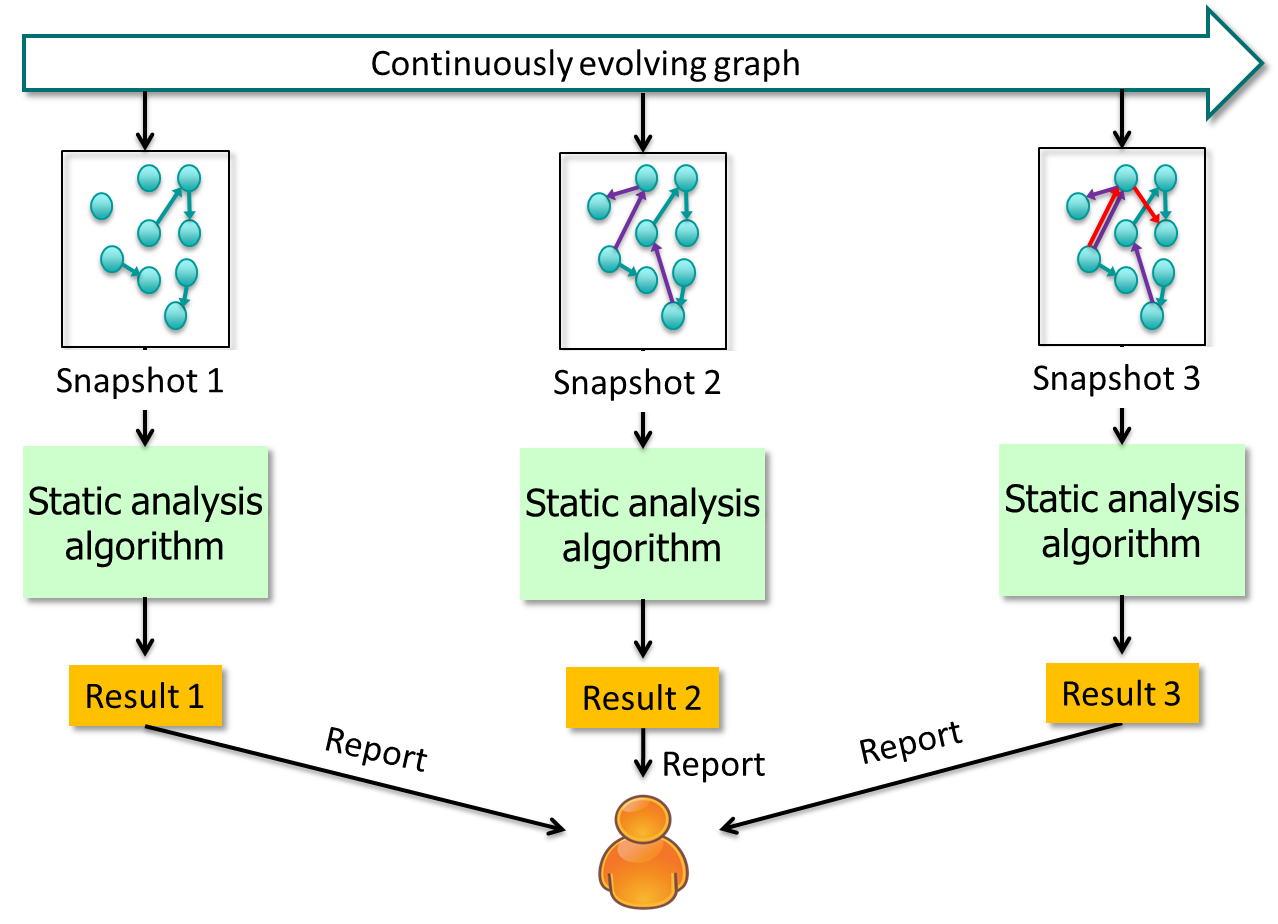 Continuously evolving graph
Snapshot 1
Snapshot 2
Snapshot 3
Static analysis
algorithm
Static analysis
algorithm
Static analysis
algorithm
Result 1
Result 2
Result 3
Report
Report
Report